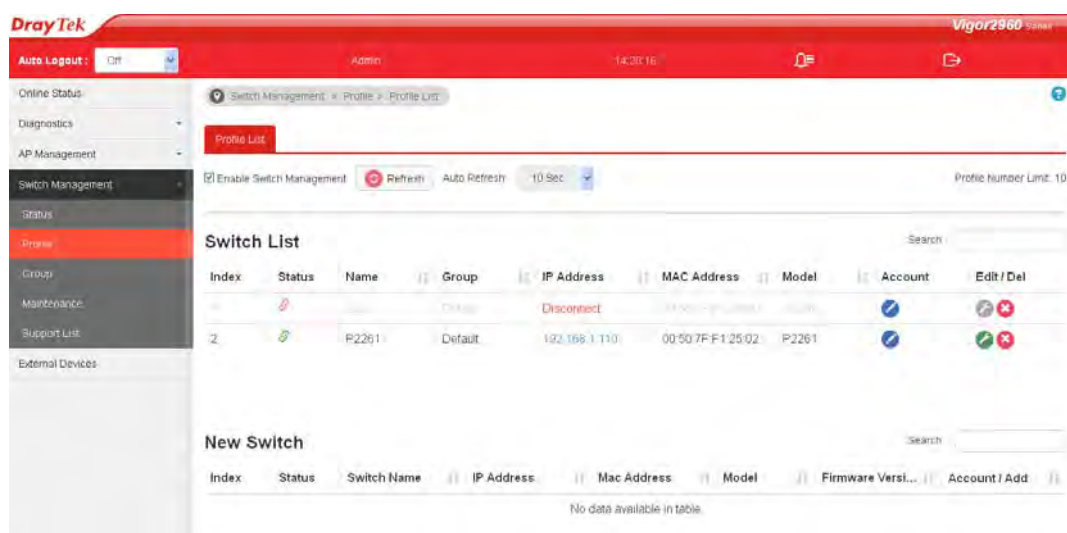 DrayTek
Vigor2960 Series
Auto Logout : Off
Admin
14:20:16
Online Status
Diagnostics
AP Management
Switch Management
Status
Profile
Group
Maintenance
Support List
External Devices
Switch Management > Profile > Profile List
Profile List
Enable Switch Management Refresh Auto Refresh 10 Sec Profile Number Limit: 10
Switch List
Search
Index Status Name Group IP Address MAC Address Model Account Edit / Del
Disconnect
2 P2261 Default 192.168.1.110 00:50:7F:F1:25:02 P2261
New Switch
Search
Index Status Switch Name IP Address Mac Address Model Firmware Versi... Account / Add
No data available in table